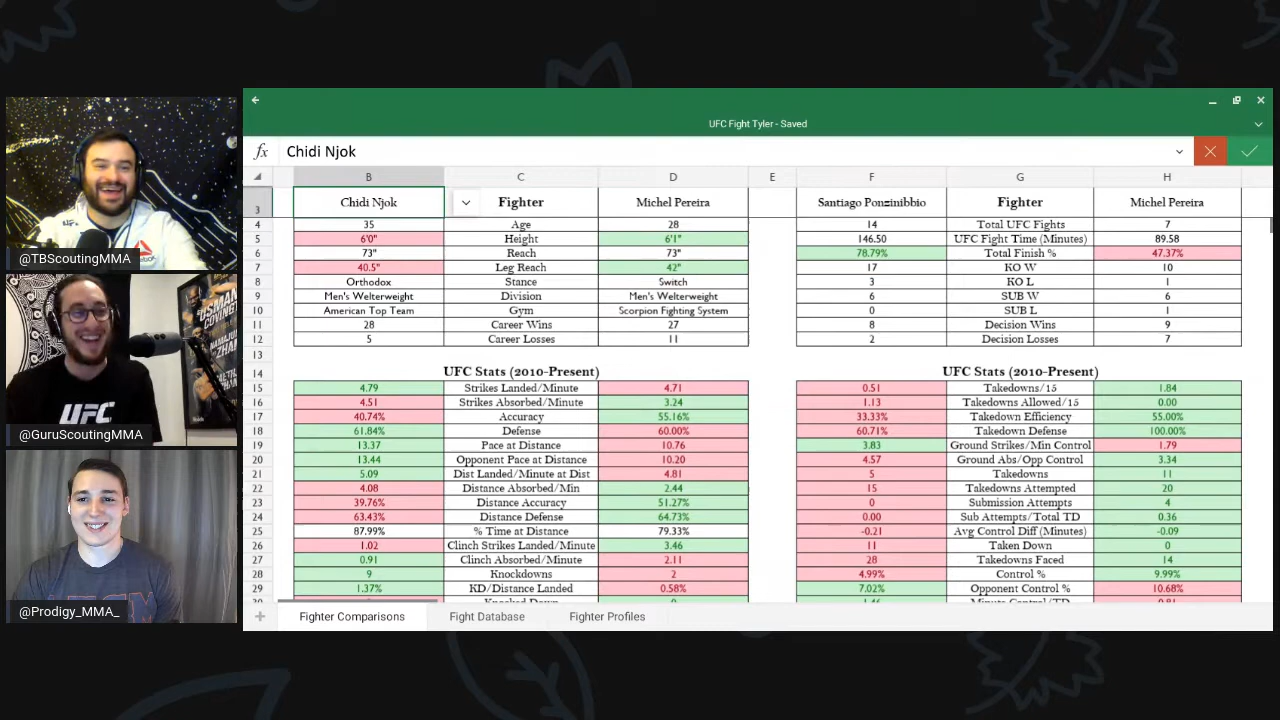 UFC Fight Tyler - Saved
fx Chidi Njok
B C D E F G H
3 Chidi Njok Fighter Michel Pereira Santiago Ponzinibbio Fighter Michel Pereira
4 35 Age 28 14 Total UFC Fights 7
5 6'0" Height 6'1" 146.50 UFC Fight Time (Minutes) 89.58
6 73" Reach 73" 78.79% Total Finish % 47.37%
7 40.5" Leg Reach 42" 17 KO W 10
8 Orthodox Stance Switch 3 KO L 1
9 Men's Welterweight Division Men's Welterweight 6 SUB W 6
10 American Top Team Gym Scorpion Fighting System 0 SUB L 1
11 28 Career Wins 27 8 Decision Wins 9
12 5 Career Losses 11 2 Decision Losses 7
13
14 UFC Stats (2010-Present) UFC Stats (2010-Present)
15 4.79 Strikes Landed/Minute 4.71 0.51 Takedowns/15 1.84
16 4.51 Strikes Absorbed/Minute 3.24 1.13 Takedowns Allowed/15 0.00
17 40.74% Accuracy 55.16% 33.33% Takedown Efficiency 55.00%
18 61.84% Defense 60.00% 60.71% Takedown Defense 100.00%
19 13.37 Pace at Distance 10.76 3.83 Ground Strikes/Min Control 1.79
20 13.44 Opponent Pace at Distance 10.20 4.57 Ground Abs/Opp Control 3.34
21 5.09 Dist Landed/Minute at Dist 4.81 5 Takedowns 11
22 4.08 Distance Absorbed/Min 2.44 15 Takedowns Attempted 20
23 39.76% Distance Accuracy 51.27% 0 Submission Attempts 4
24 63.43% Distance Defense 64.73% 0.00 Sub Attempts/Total TD 0.36
25 87.99% % Time at Distance 79.33% -0.21 Avg Control Diff (Minutes) -0.09
26 1.02 Clinch Strikes Landed/Minute 3.46 11 Taken Down 0
27 0.91 Clinch Absorbed/Minute 2.11 28 Takedowns Faced 14
28 9 Knockdowns 2 4.99% Control % 9.99%
29 1.37% KD/Distance Landed 0.58% 7.02% Opponent Control % 10.68%
Fighter Comparisons Fight Database Fighter Profiles
@TBScoutingMMA
UFC
@GuruScoutingMMA
@Prodigy_MMA_